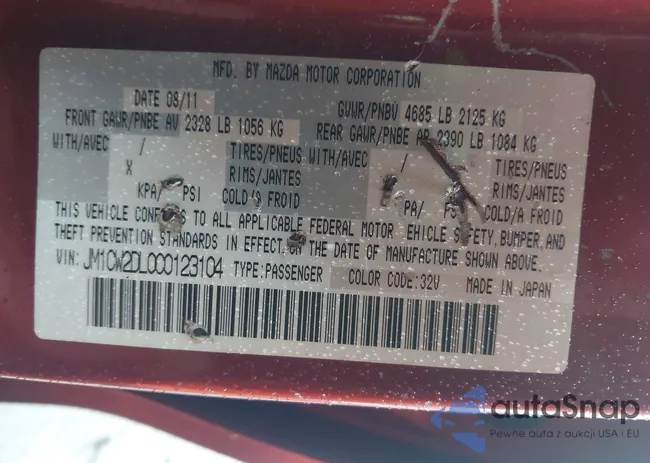 MFD. BY MAZDA MOTOR CORPORATION
DATE 08/11 GVWR/PNBV 4685 LB 2125 KG
FRONT GAWR/PNBE AV 2328 LB 1056 KG REAR GAWR/PNBE AR 2390 LB 1084 KG
WITH/AVEC / TIRES/PNEUS WITH/AVEC / TIRES/PNEUS
X RIMS/JANTES RIMS/JANTES
KPA/ PSI COLD/A FROID PA/ COLD/A FROID
THIS VEHICLE TO ALL APPLICABLE FEDERAL MOTOR EHICLE SAFETY, BUMPER, AND
THEFT PREVENTION STANDARDS IN EFFECT ON THE DATE OF MANUFACTURE SHOWN ABOVE.
VIN: JM1CW2DL0C0123104 TYPE:PASSENGER COLOR CODE:32V MADE IN JAPAN
autaSnap
Pewne auta z aukcji USA i EU